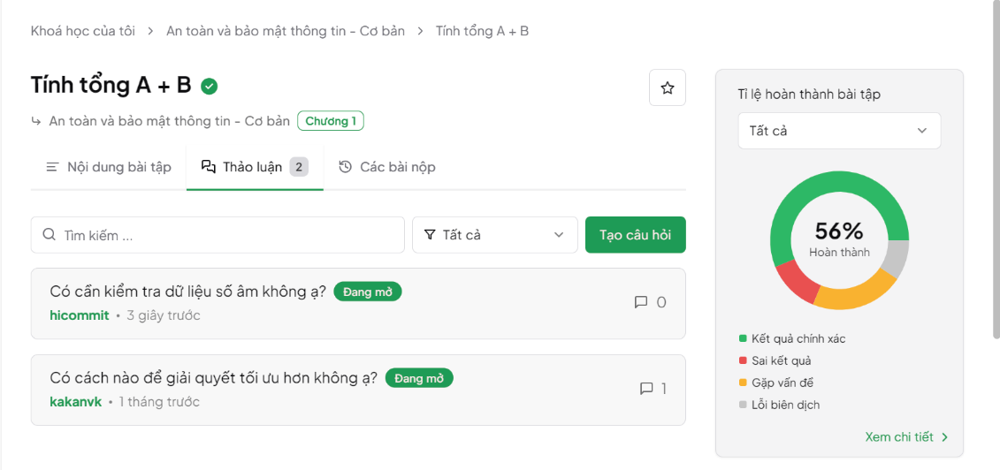 Khoá học của tôi > An toàn và bảo mật thông tin - Cơ bản > Tính tổng A + B
Tính tổng A + B
An toàn và bảo mật thông tin - Cơ bản Chương 1
Nội dung bài tập Thảo luận 2 Các bài nộp
Tìm kiếm ... Tất cả Tạo câu hỏi
Có cần kiểm tra dữ liệu số âm không ạ? Đang mở
hicommit • 3 giây trước 0
Có cách nào để giải quyết tối ưu hơn không ạ? Đang mở
kakanvk • 1 tháng trước 1
Tỉ lệ hoàn thành bài tập
Tất cả
56%
Hoàn thành
Kết quả chính xác
Sai kết quả
Gặp vấn đề
Lỗi biên dịch
Xem chi tiết >